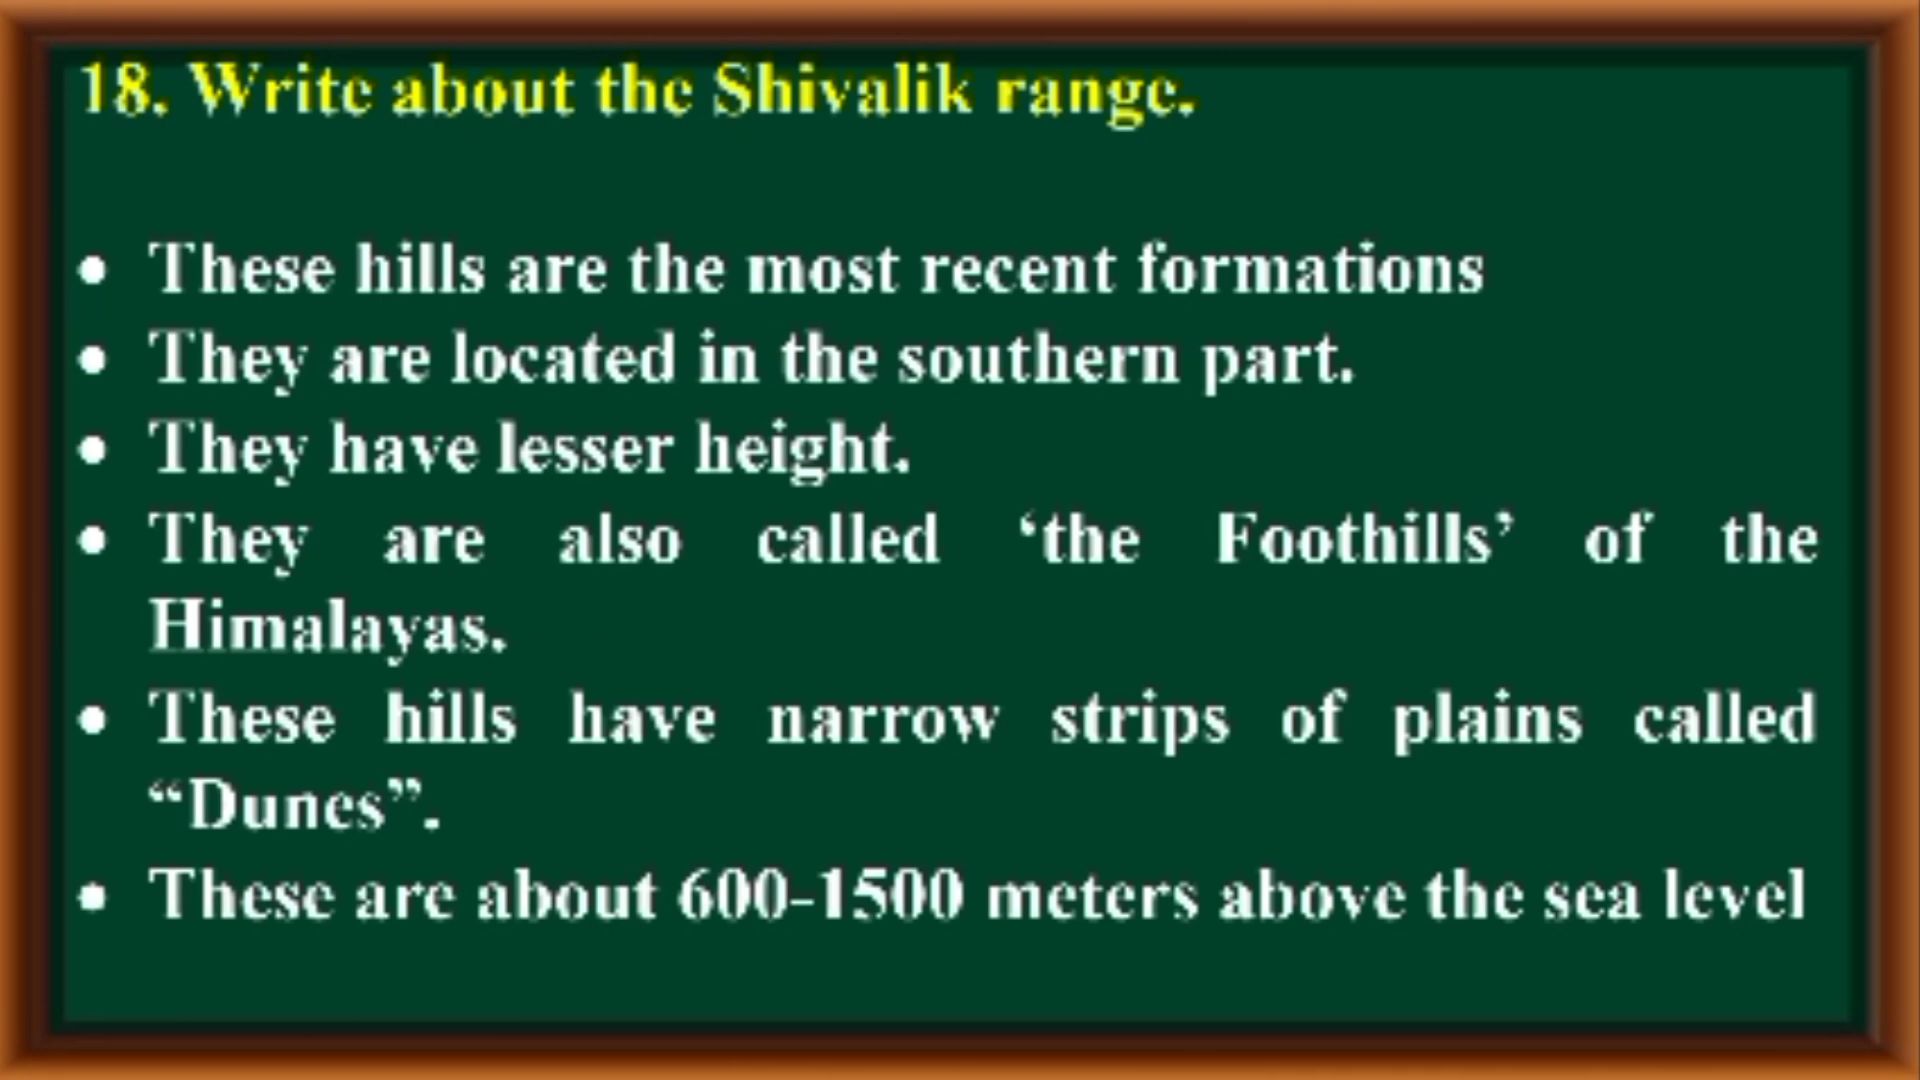 18. Write about the Shivalik range.
• These hills are the most recent formations
• They are located in the southern part.
• They have lesser height.
• They are also called ‘the Foothills’ of the
Himalayas.
• These hills have narrow strips of plains called
“Dunes”.
• These are about 600-1500 meters above the sea level